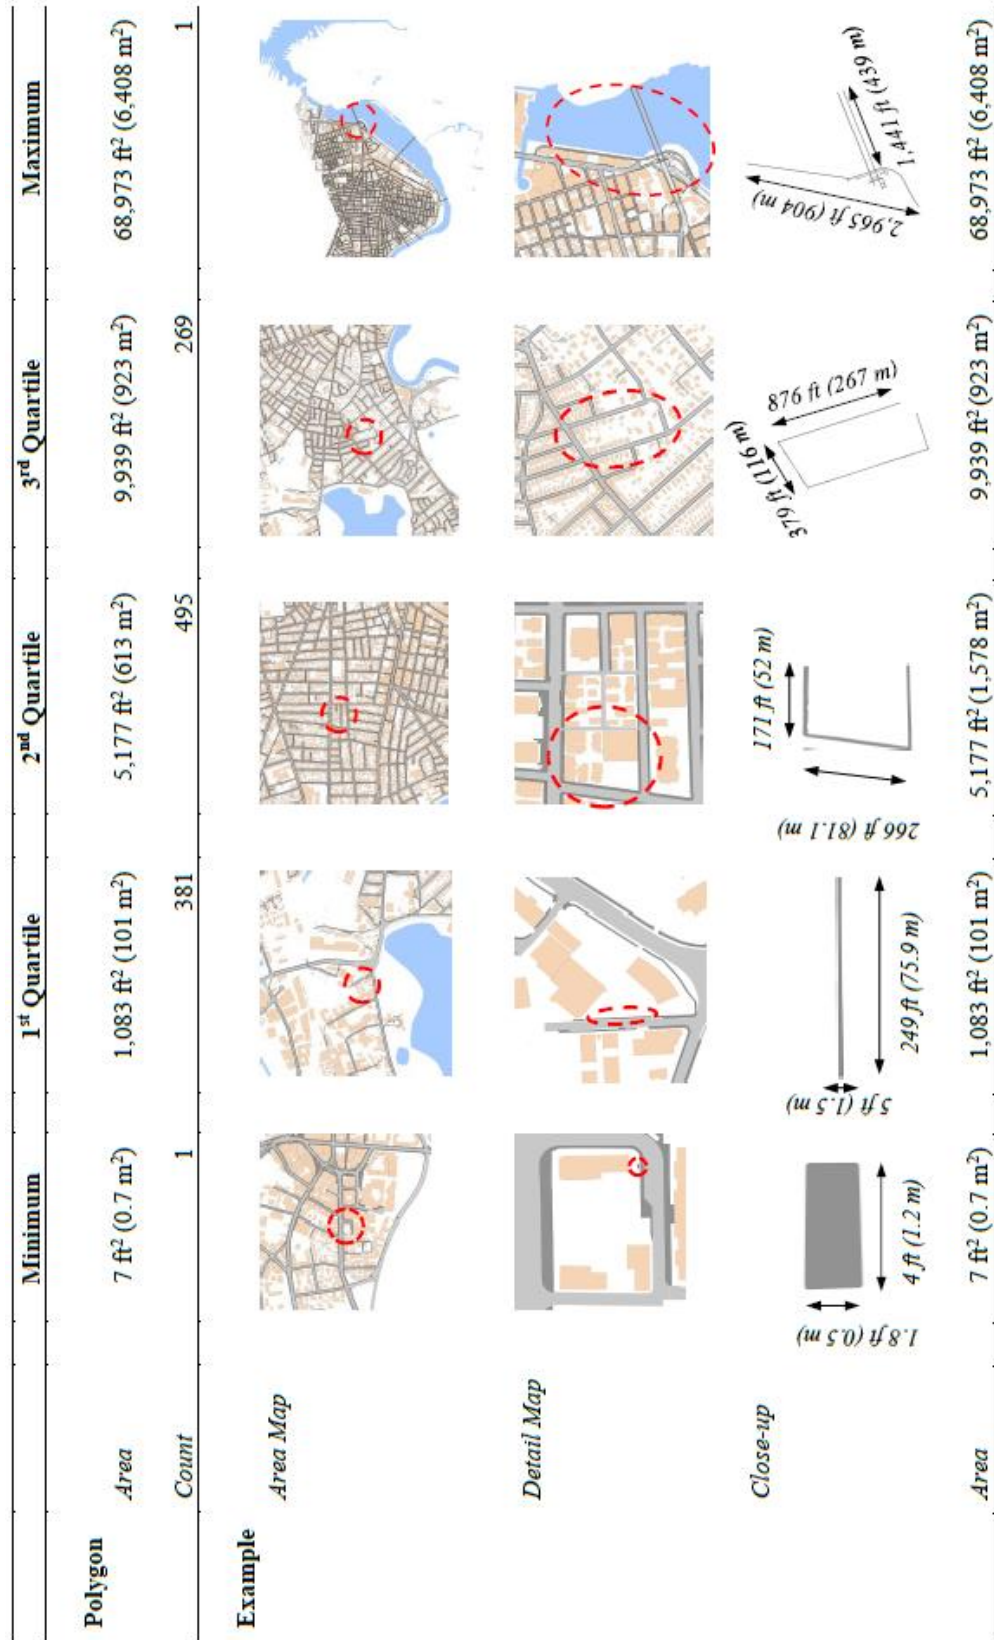 Minimum 1st Quartile 2nd Quartile 3rd Quartile Maximum
Polygon
Area 7 ft² (0.7 m²) 1,083 ft² (101 m²) 5,177 ft² (613 m²) 9,939 ft² (923 m²) 68,973 ft² (6,408 m²)
Count 1 381 495 269 1
Example
Area Map
Detail Map
Close-up
1.8 ft (0.5 m)
4 ft (1.2 m)
5 ft (1.5 m)
249 ft (75.9 m)
266 ft (81.1 m)
171 ft (52 m)
379 ft (116 m)
876 ft (267 m)
2,965 ft (904 m)
1,441 ft (439 m)
Area 7 ft² (0.7 m²) 1,083 ft² (101 m²) 5,177 ft² (1,578 m²) 9,939 ft² (923 m²) 68,973 ft² (6,408 m²)